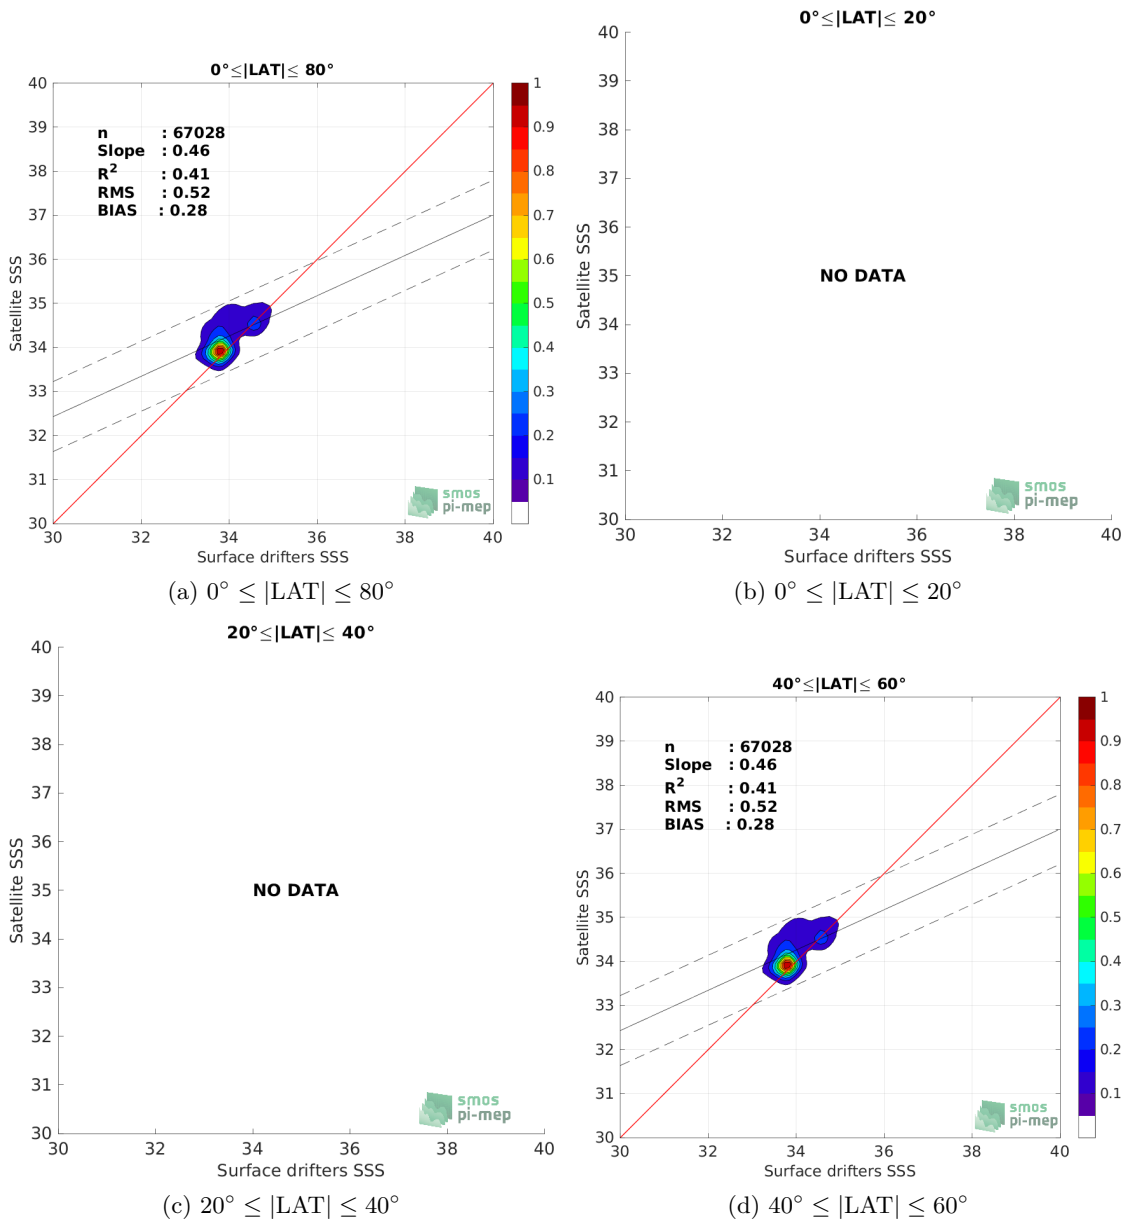 0°≤|LAT|≤ 80°
40
39
38
37
36
35
34
33
32
31
30
Satellite SSS
n : 67028
Slope : 0.46
R² : 0.41
RMS : 0.52
BIAS : 0.28
smos
pi-mep
30 32 34 36 38 40
Surface drifters SSS
1
0.9
0.8
0.7
0.6
0.5
0.4
0.3
0.2
0.1
(a) 0° ≤ |LAT| ≤ 80°
0°≤|LAT|≤ 20°
40
39
38
37
36
35
34
33
32
31
30
Satellite SSS
NO DATA
smos
pi-mep
30 32 34 36 38 40
Surface drifters SSS
(b) 0° ≤ |LAT| ≤ 20°
20°≤|LAT|≤ 40°
40
39
38
37
36
35
34
33
32
31
30
Satellite SSS
NO DATA
smos
pi-mep
30 32 34 36 38 40
Surface drifters SSS
(c) 20° ≤ |LAT| ≤ 40°
40°≤|LAT|≤ 60°
40
39
38
37
36
35
34
33
32
31
30
Satellite SSS
n : 67028
Slope : 0.46
R² : 0.41
RMS : 0.52
BIAS : 0.28
smos
pi-mep
30 32 34 36 38 40
Surface drifters SSS
1
0.9
0.8
0.7
0.6
0.5
0.4
0.3
0.2
0.1
(d) 40° ≤ |LAT| ≤ 60°